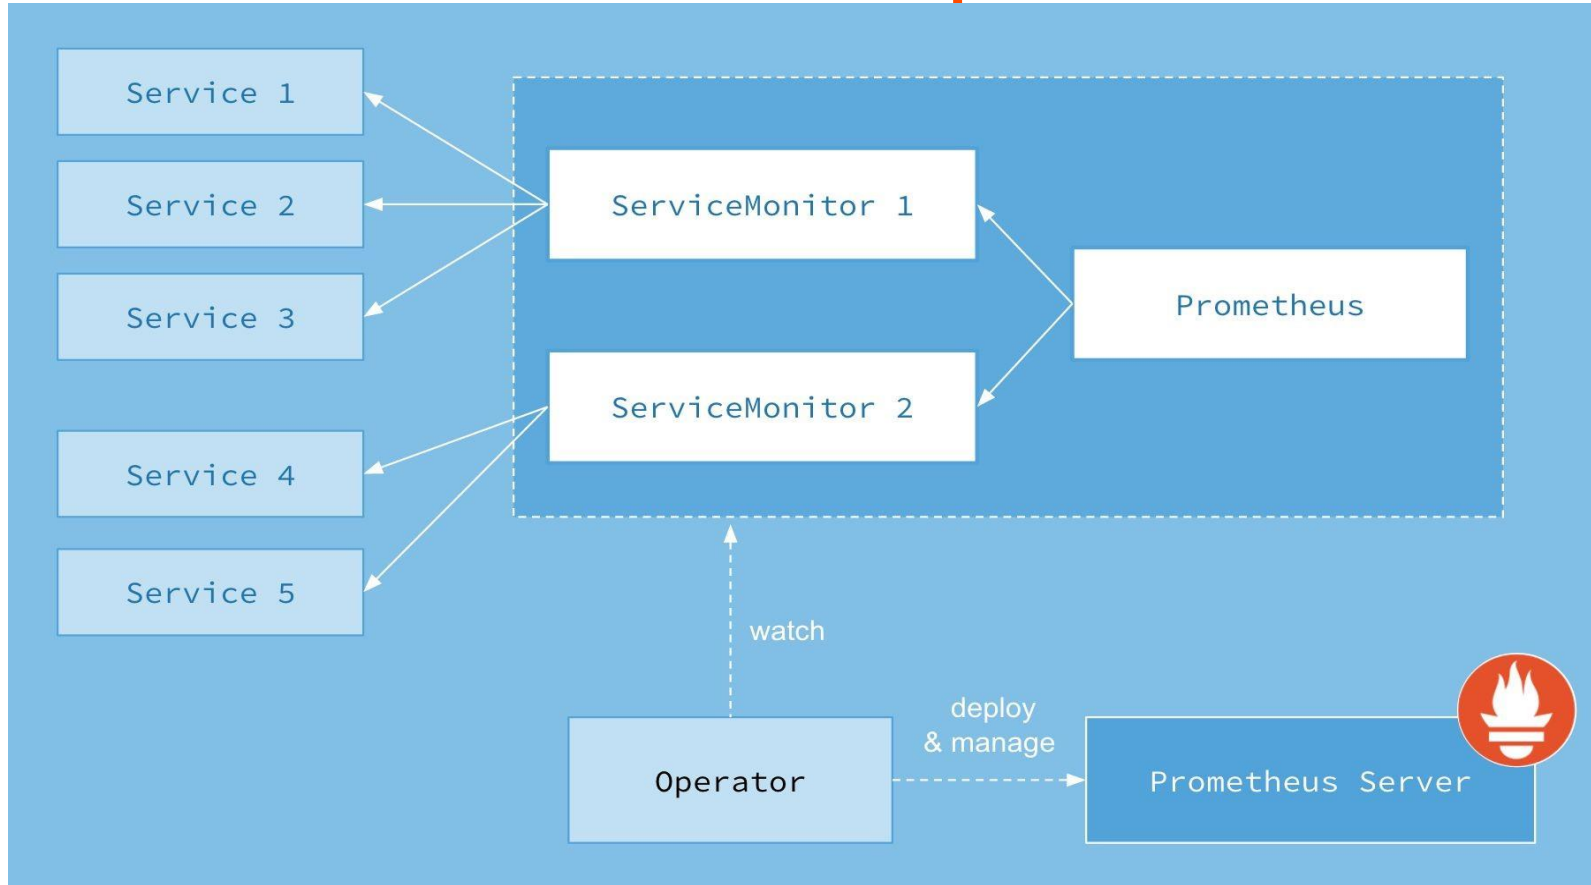 Service 1
Service 2
Service 3
Service 4
Service 5
ServiceMonitor 1
ServiceMonitor 2
Prometheus
watch
Operator
deploy
& manage
Prometheus Server